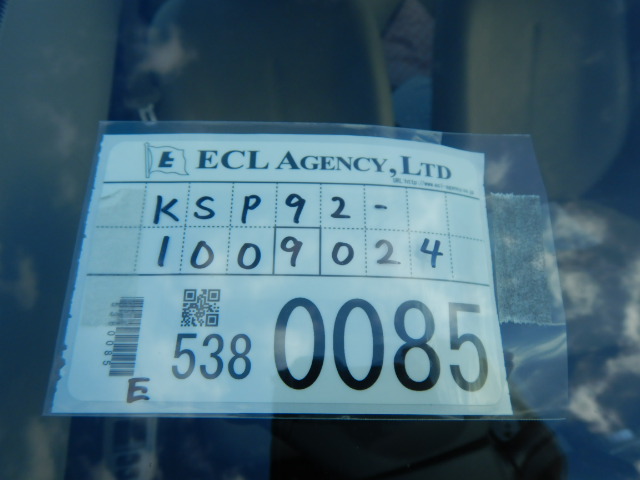 E ECL AGENCY, LTD
KSP92-
1009024
538 0085
E